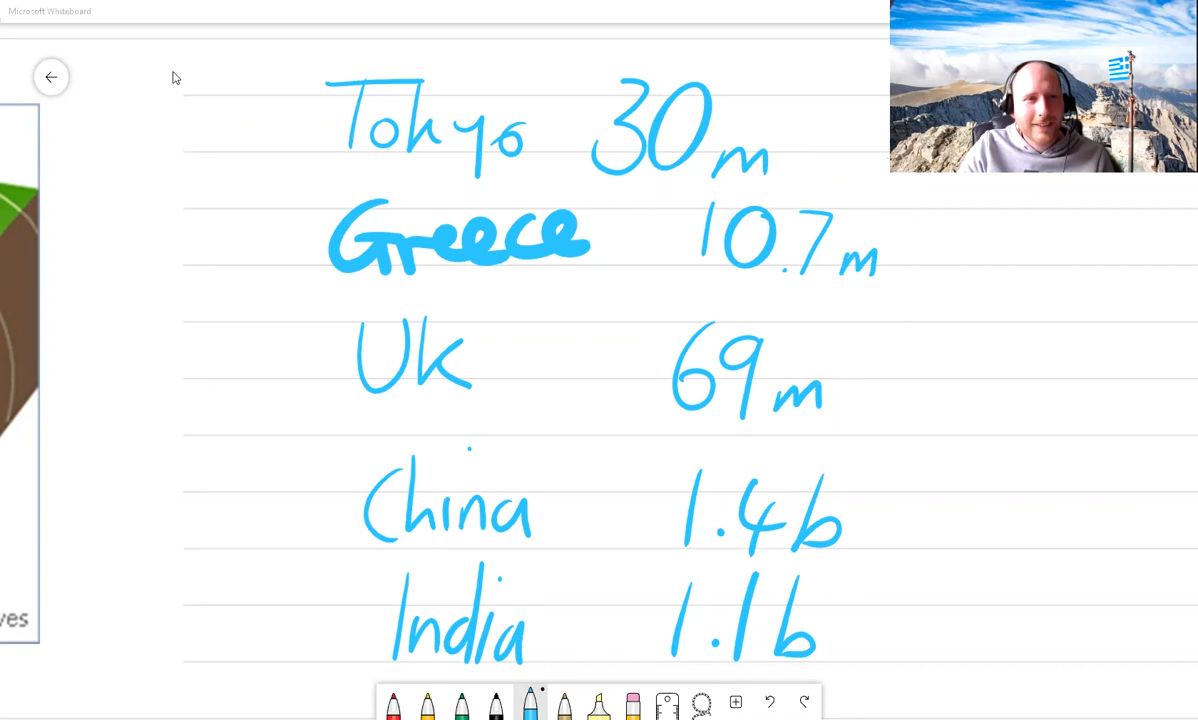 Microsoft Whiteboard
Tokyo 30m
Greece 10.7m
UK 69m
China 1.4b
India 1.1b
ves